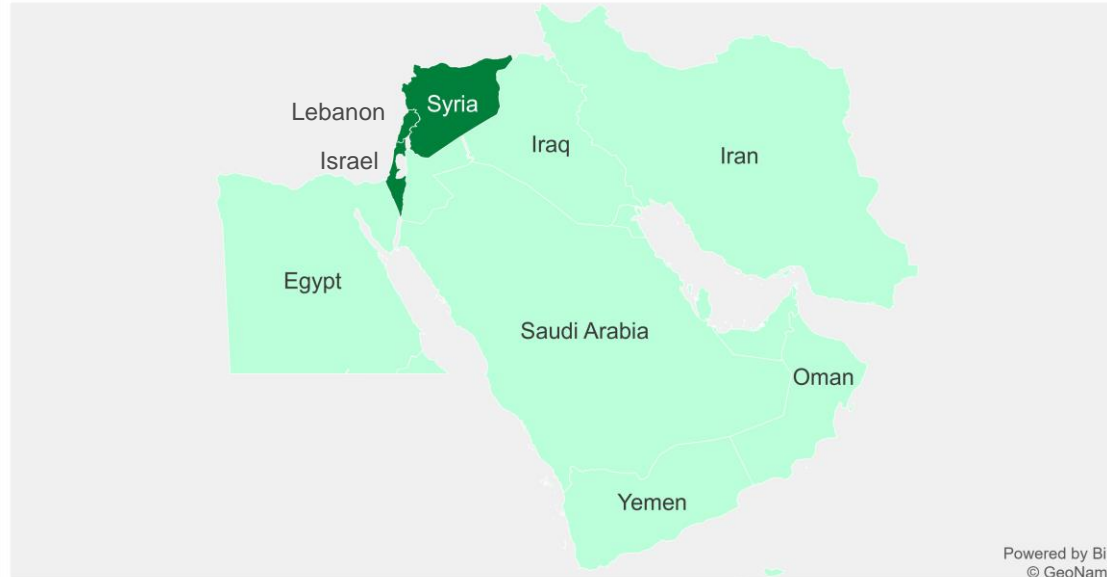 Lebanon
Syria
Israel
Iraq
Iran
Egypt
Saudi Arabia
Oman
Yemen
Powered by Bi
© GeoNam